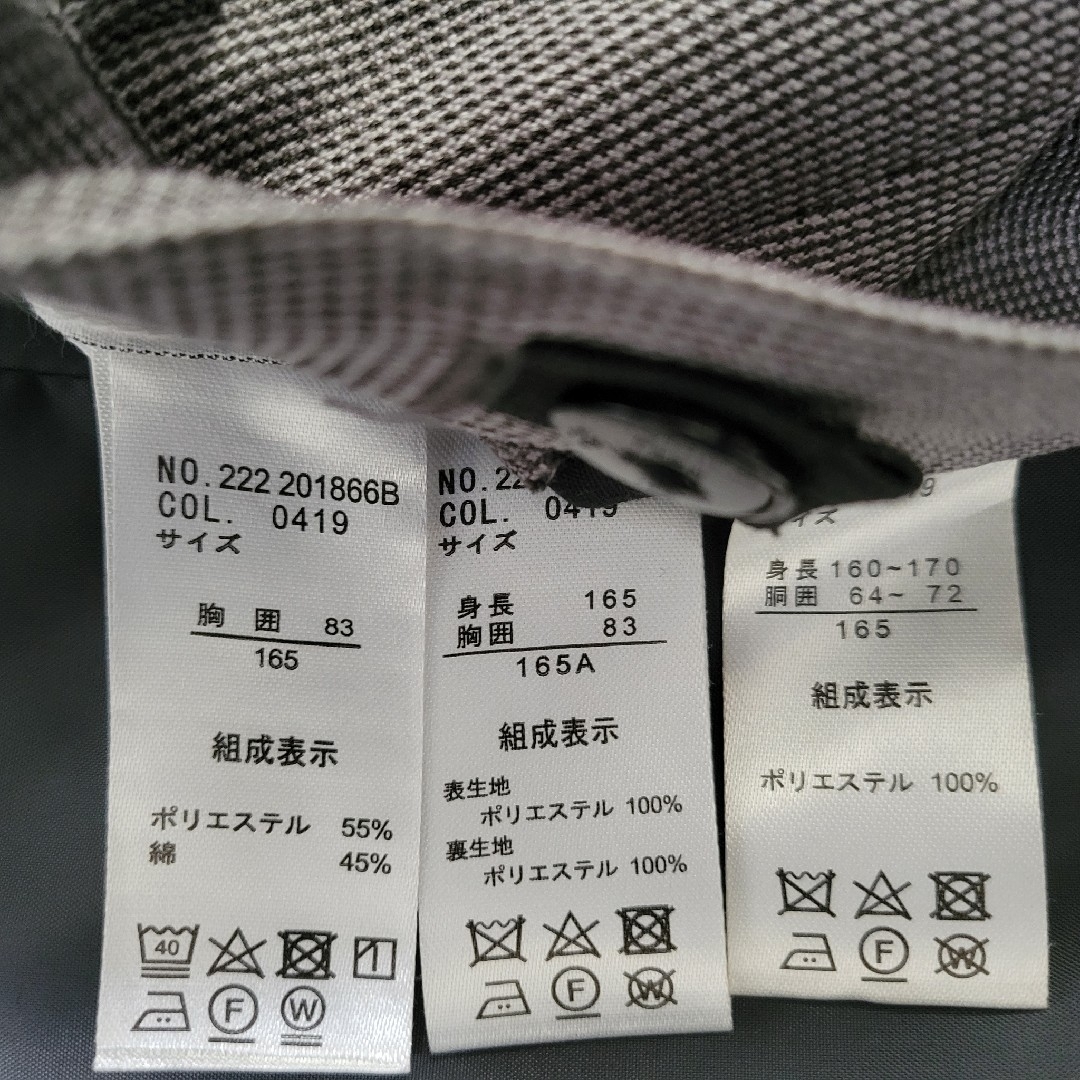 NO. 222 201866B
COL. 0419
サイズ
胸 囲 83
165
組成表示
ポリエステル 55%
綿 45%
40
F
W
NO. 22
COL. 0419
サイズ
身長 165
胸囲 83
165A
組成表示
表生地
ポリエステル 100%
裏生地
ポリエステル 100%
F
W
イズ
身長 160~170
胴囲 64~ 72
165
組成表示
ポリエステル 100%
F
W